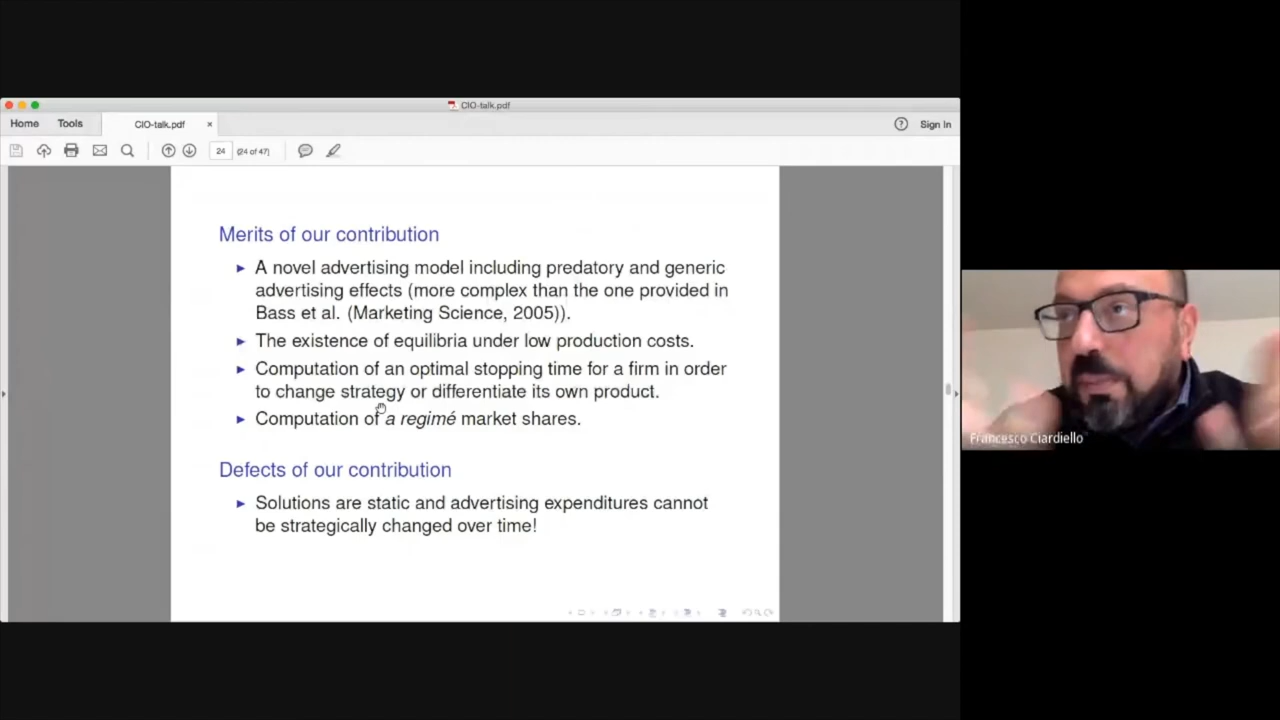 CIO-talk.pdf
Home
Tools
CIO-talk.pdf
×
Sign In
24
(24 of 47)
Merits of our contribution
A novel advertising model including predatory and generic
advertising effects (more complex than the one provided in
Bass et al. (Marketing Science, 2005)).
The existence of equilibria under low production costs.
Computation of an optimal stopping time for a firm in order
to change strategy or differentiate its own product.
Computation of a regimé market shares.
Defects of our contribution
Solutions are static and advertising expenditures cannot
be strategically changed over time!
Francesco Ciardiello